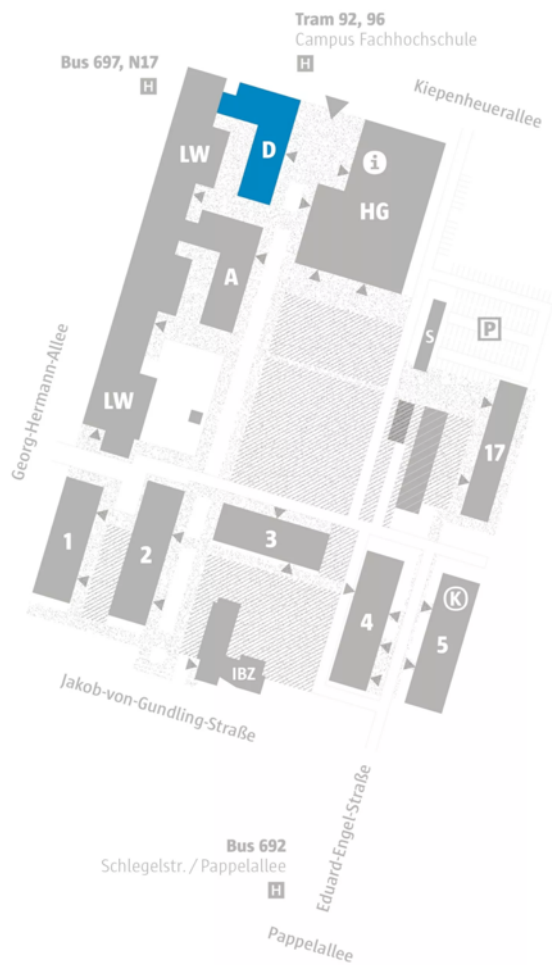 Tram 92, 96
Campus Fachhochschule
H
Bus 697, N17
H
Kiepenheuerallee
LW
D
i
HG
A
S
P
Georg-Hermann-Allee
LW
17
1
2
3
4
K
5
IBZ
Jakob-von-Gundling-Straße
Eduard-Engel-Straße
Bus 692
Schlegelstr. / Pappelallee
H
Pappelallee